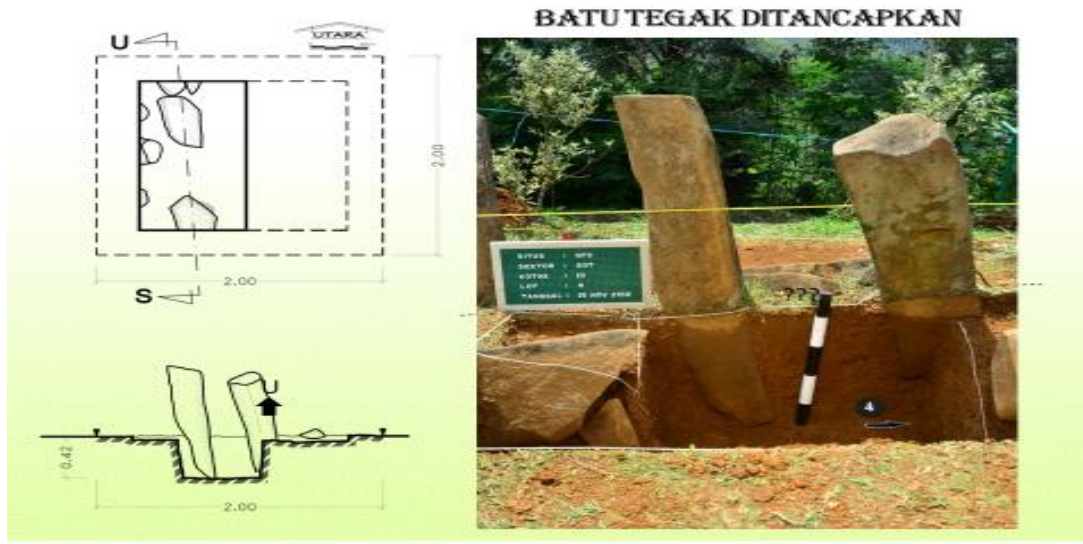 BATU TEGAK DITANCAPKAN
UTARA
U
2.00
2.00
S
U
0.42
2.00
SITUS :
SEKTOR :
KOTAK :
LOT :
TANGGAL :
???
4